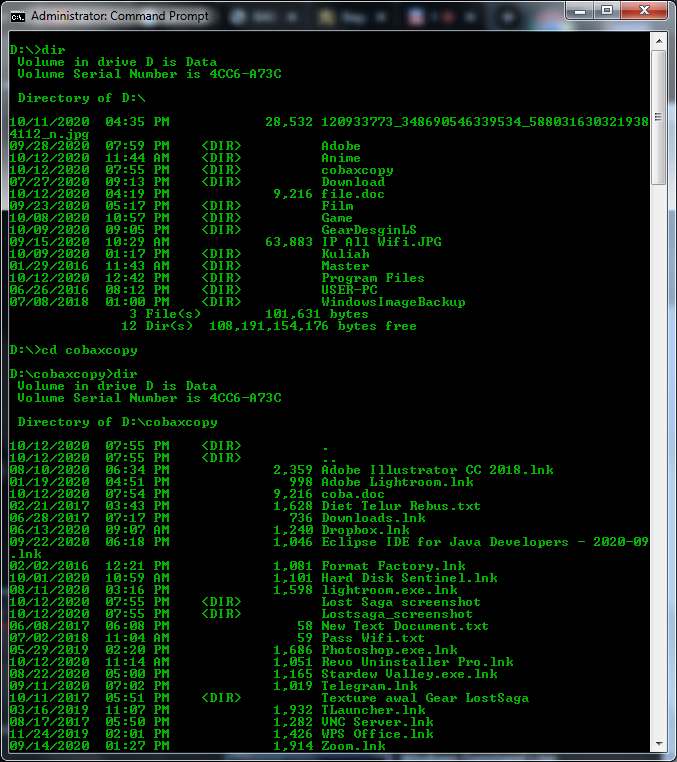 Administrator: Command Prompt
D:\>dir
 Volume in drive D is Data
 Volume Serial Number is 4CC6-A73C
 Directory of D:\
10/11/2020  04:35 PM            28,532 120933773_348690546339534_588031630321938
4112_n.jpg
09/28/2020  07:59 PM    <DIR>          Adobe
10/12/2020  11:44 AM    <DIR>          Anime
10/12/2020  07:55 PM    <DIR>          cobaxcopy
07/27/2020  09:13 PM    <DIR>          Download
10/12/2020  04:19 PM             9,216 file.doc
09/23/2020  05:17 PM    <DIR>          Film
10/08/2020  10:57 PM    <DIR>          Game
10/09/2020  09:05 PM    <DIR>          GearDesginLS
09/15/2020  10:29 AM            63,883 IP All Wifi.JPG
10/09/2020  01:17 PM    <DIR>          Kuliah
01/29/2016  11:43 AM    <DIR>          Master
10/12/2020  12:42 PM    <DIR>          Program Files
06/26/2016  08:12 PM    <DIR>          USER-PC
07/08/2018  01:00 PM    <DIR>          WindowsImageBackup
               3 File(s)        101,631 bytes
              12 Dir(s)  108,191,154,176 bytes free
D:\>cd cobaxcopy
D:\cobaxcopy>dir
 Volume in drive D is Data
 Volume Serial Number is 4CC6-A73C
 Directory of D:\cobaxcopy
10/12/2020  07:55 PM    <DIR>          .
10/12/2020  07:55 PM    <DIR>          ..
08/10/2020  06:34 PM             2,359 Adobe Illustrator CC 2018.lnk
01/19/2020  04:51 PM               998 Adobe Lightroom.lnk
10/12/2020  07:54 PM             9,216 coba.doc
02/21/2017  03:43 PM             1,628 Diet Telur Rebus.txt
06/28/2017  07:17 PM               736 Downloads.lnk
06/13/2020  09:07 AM             1,240 Dropbox.lnk
09/22/2020  06:18 PM             1,046 Eclipse IDE for Java Developers - 2020-09
.lnk
02/02/2016  12:21 PM             1,081 Format Factory.lnk
10/01/2020  10:59 AM             1,101 Hard Disk Sentinel.lnk
08/11/2020  03:16 PM             1,598 lightroom.exe.lnk
10/12/2020  07:55 PM    <DIR>          Lost Saga screenshot
10/12/2020  07:55 PM    <DIR>          Lostsaga_screenshot
06/08/2017  06:08 PM                58 New Text Document.txt
07/02/2018  11:04 AM                59 Pass Wifi.txt
05/29/2019  02:20 PM             1,686 Photoshop.exe.lnk
10/12/2020  11:14 AM             1,051 Revo Uninstaller Pro.lnk
08/22/2020  05:00 PM             1,165 Stardew Valley.exe.lnk
09/11/2020  07:02 PM             1,019 Telegram.lnk
10/11/2017  05:51 PM    <DIR>          Texture awal Gear LostSaga
03/16/2019  11:07 PM             1,932 TLauncher.lnk
08/17/2017  05:50 PM             1,282 VNC Server.lnk
11/24/2019  02:01 PM             1,426 WPS Office.lnk
09/14/2020  01:27 PM             1,914 Zoom.lnk